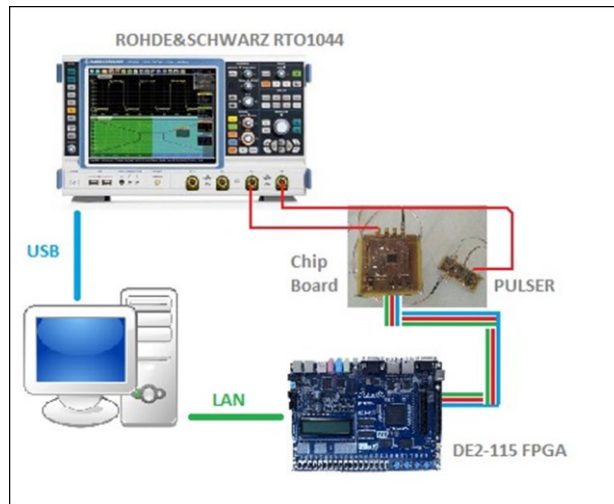 ROHDE&SCHWARZ RTO1044
USB
Chip
Board
PULSER
LAN
DE2-115 FPGA